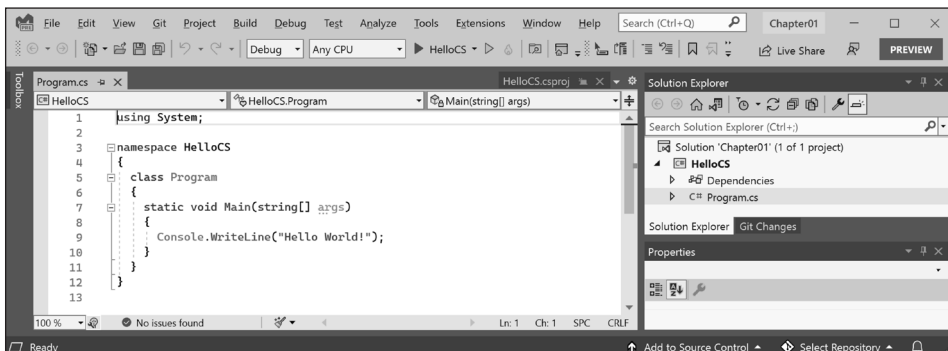 File Edit View Git Project Build Debug Test Analyze Tools Extensions Window Help Search (Ctrl+Q) Chapter01
Debug Any CPU HelloCS Live Share PREVIEW
Toolbox
Program.cs HelloCS.csproj
HelloCS HelloCS.Program Main(string[] args)
1 using System;
2
3 namespace HelloCS
4 {
5 class Program
6 {
7 static void Main(string[] args)
8 {
9 Console.WriteLine("Hello World!");
10 }
11 }
12 }
13
100 % No issues found Ln: 1 Ch: 1 SPC CRLF
Solution Explorer
Search Solution Explorer (Ctrl+;)
Solution 'Chapter01' (1 of 1 project)
HelloCS
Dependencies
C# Program.cs
Solution Explorer Git Changes
Properties
Ready Add to Source Control Select Repository